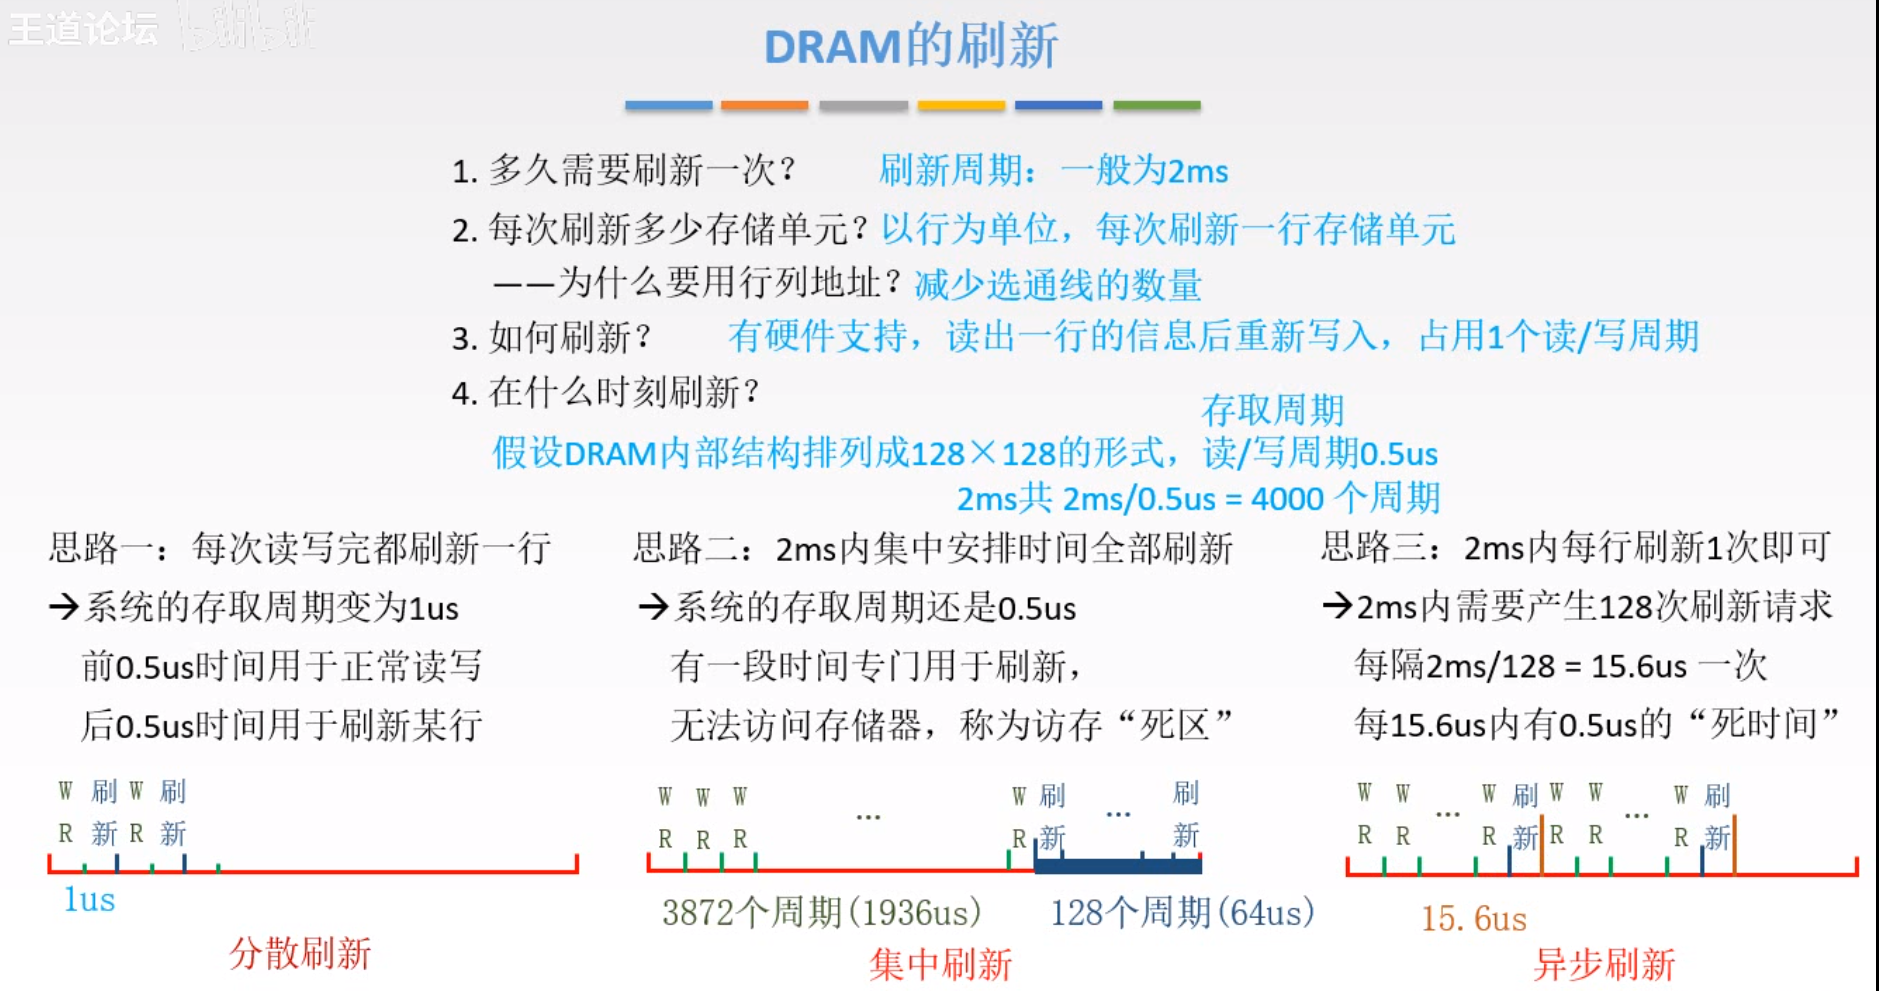 王道论坛 bilibili
DRAM的刷新
1. 多久需要刷新一次？ 刷新周期：一般为2ms
2. 每次刷新多少存储单元？以行为单位，每次刷新一行存储单元
——为什么要用行列地址？减少选通线的数量
3. 如何刷新？ 有硬件支持，读出一行的信息后重新写入，占用1个读/写周期
4. 在什么时刻刷新？
存取周期
假设DRAM内部结构排列成128×128的形式，读/写周期0.5us
2ms共 2ms/0.5us = 4000 个周期
思路一：每次读写完都刷新一行
→系统的存取周期变为1us
前0.5us时间用于正常读写
后0.5us时间用于刷新某行
W 刷 W 刷
R 新 R 新
1us
分散刷新
思路二：2ms内集中安排时间全部刷新
→系统的存取周期还是0.5us
有一段时间专门用于刷新，
无法访问存储器，称为访存“死区”
W W W ... W 刷 ... 刷
R R R R 新 新
3872个周期(1936us) 128个周期(64us)
集中刷新
思路三：2ms内每行刷新1次即可
→2ms内需要产生128次刷新请求
每隔2ms/128 = 15.6us 一次
每15.6us内有0.5us的“死时间”
W W ... W 刷 W W ... W 刷
R R R 新 R R R 新
15.6us
异步刷新